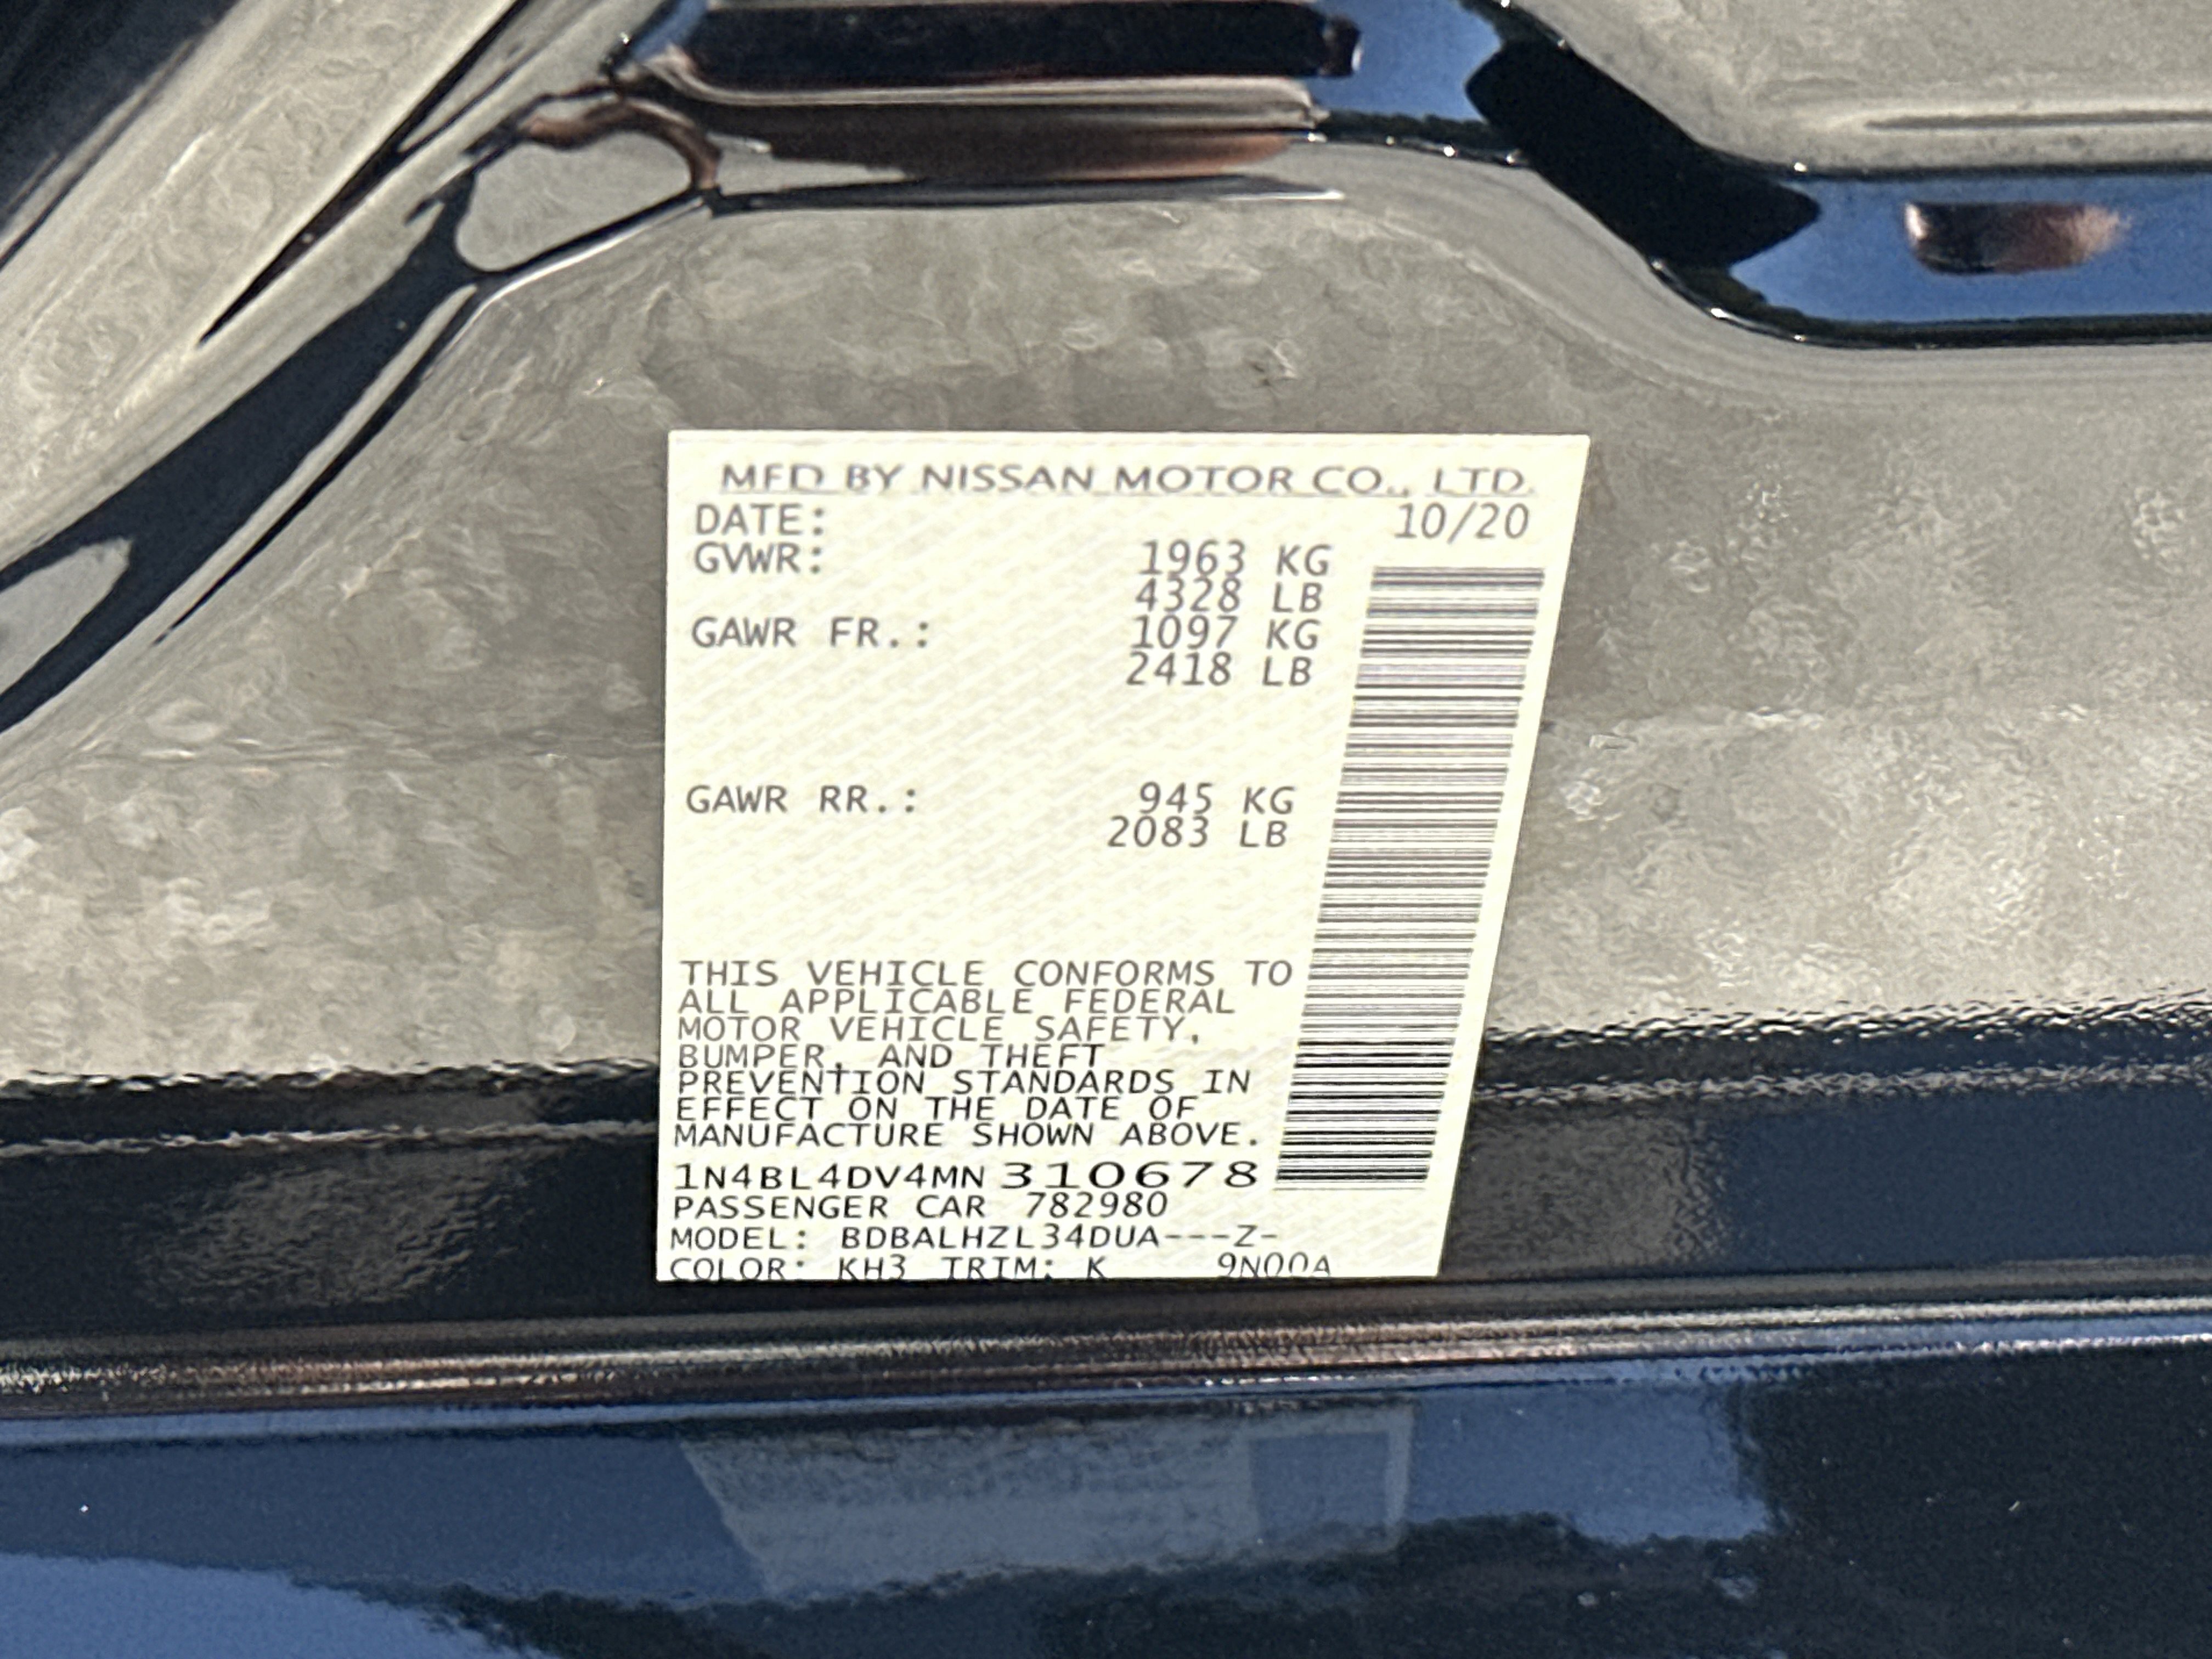 MFD BY NISSAN MOTOR CO., LTD.
DATE: 10/20
GVWR: 1963 KG
4328 LB
GAWR FR.: 1097 KG
2418 LB
GAWR RR.: 945 KG
2083 LB
THIS VEHICLE CONFORMS TO
ALL APPLICABLE FEDERAL
MOTOR VEHICLE SAFETY,
BUMPER, AND THEFT
PREVENTION STANDARDS IN
EFFECT ON THE DATE OF
MANUFACTURE SHOWN ABOVE.
1N4BL4DV4MN310678
PASSENGER CAR 782980
MODEL: BDBALHZL34DUA---Z-
COLOR: KH3 TRIM: K 9N00A